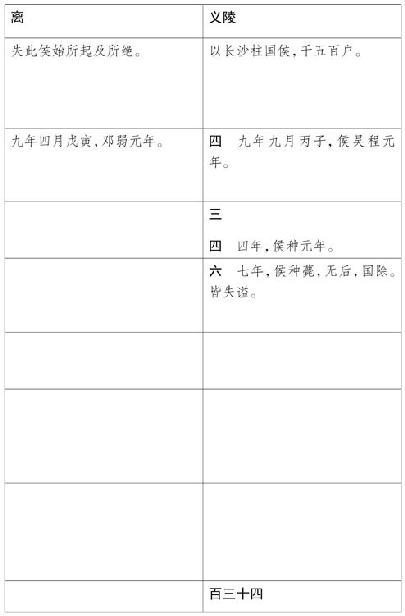 离
义陵
失此侯始所起及所绝。
以长沙柱国侯，千五百户。
九年四月戊寅，邓弱元年。
四　九年九月丙子，侯吴程元
年。
三
四　四年，侯种元年。
六　七年，侯种薨，无后，国除。
皆失谥。
百三十四